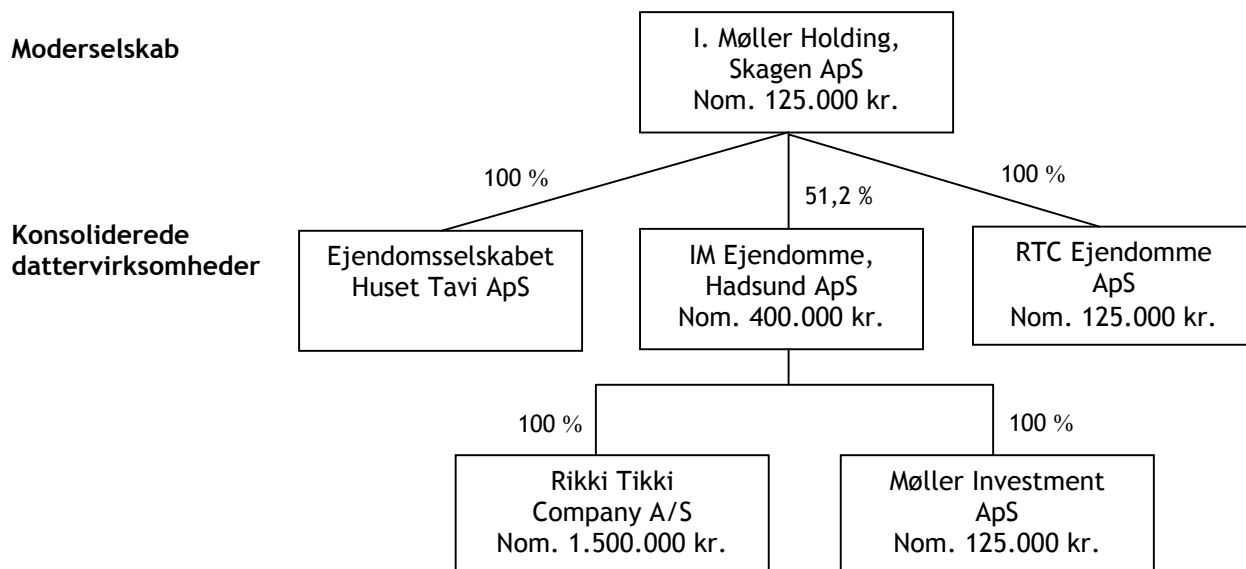 Moderselskab
I. Møller Holding,
Skagen ApS
Nom. 125.000 kr.
100 %
51,2 %
100 %
Konsoliderede
dattervirksomheder
Ejendomsselskabet
Huset Tavi ApS
IM Ejendomme,
Hadsund ApS
Nom. 400.000 kr.
RTC Ejendomme
ApS
Nom. 125.000 kr.
100 %
100 %
Rikki Tikki
Company A/S
Nom. 1.500.000 kr.
Møller Investment
ApS
Nom. 125.000 kr.